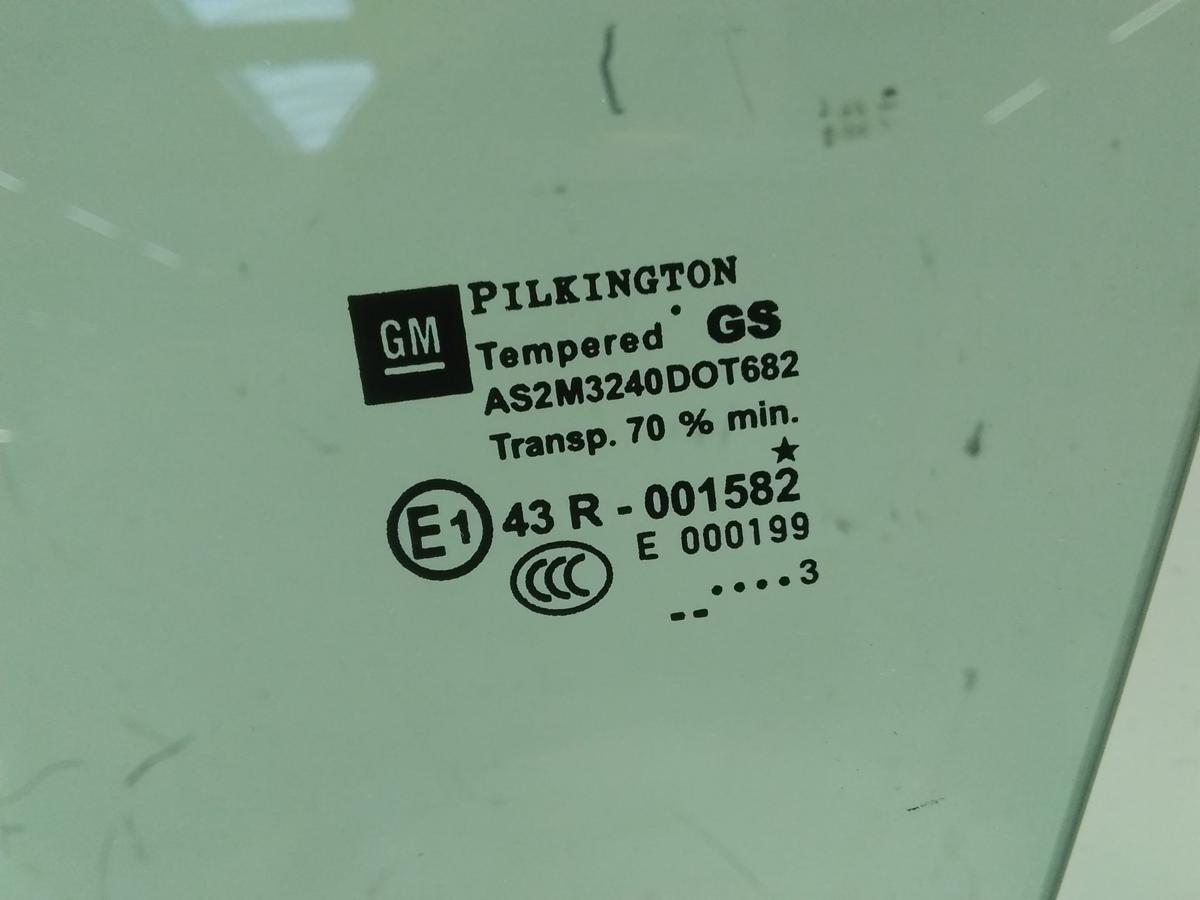 GM
PILKINGTON
Tempered GS
AS2M3240DOT682
Transp. 70 % min.
★
E1 43 R - 001582
CCC E 000199
--····3